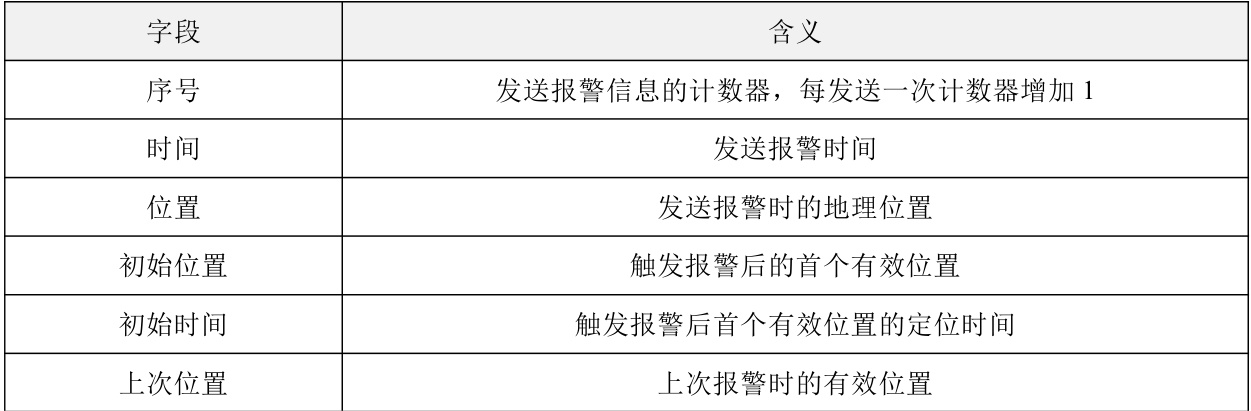 字段 含义
序号 发送报警信息的计数器，每发送一次计数器增加 1
时间 发送报警时间
位置 发送报警时的地理位置
初始位置 触发报警后的首个有效位置
初始时间 触发报警后首个有效位置的定位时间
上次位置 上次报警时的有效位置